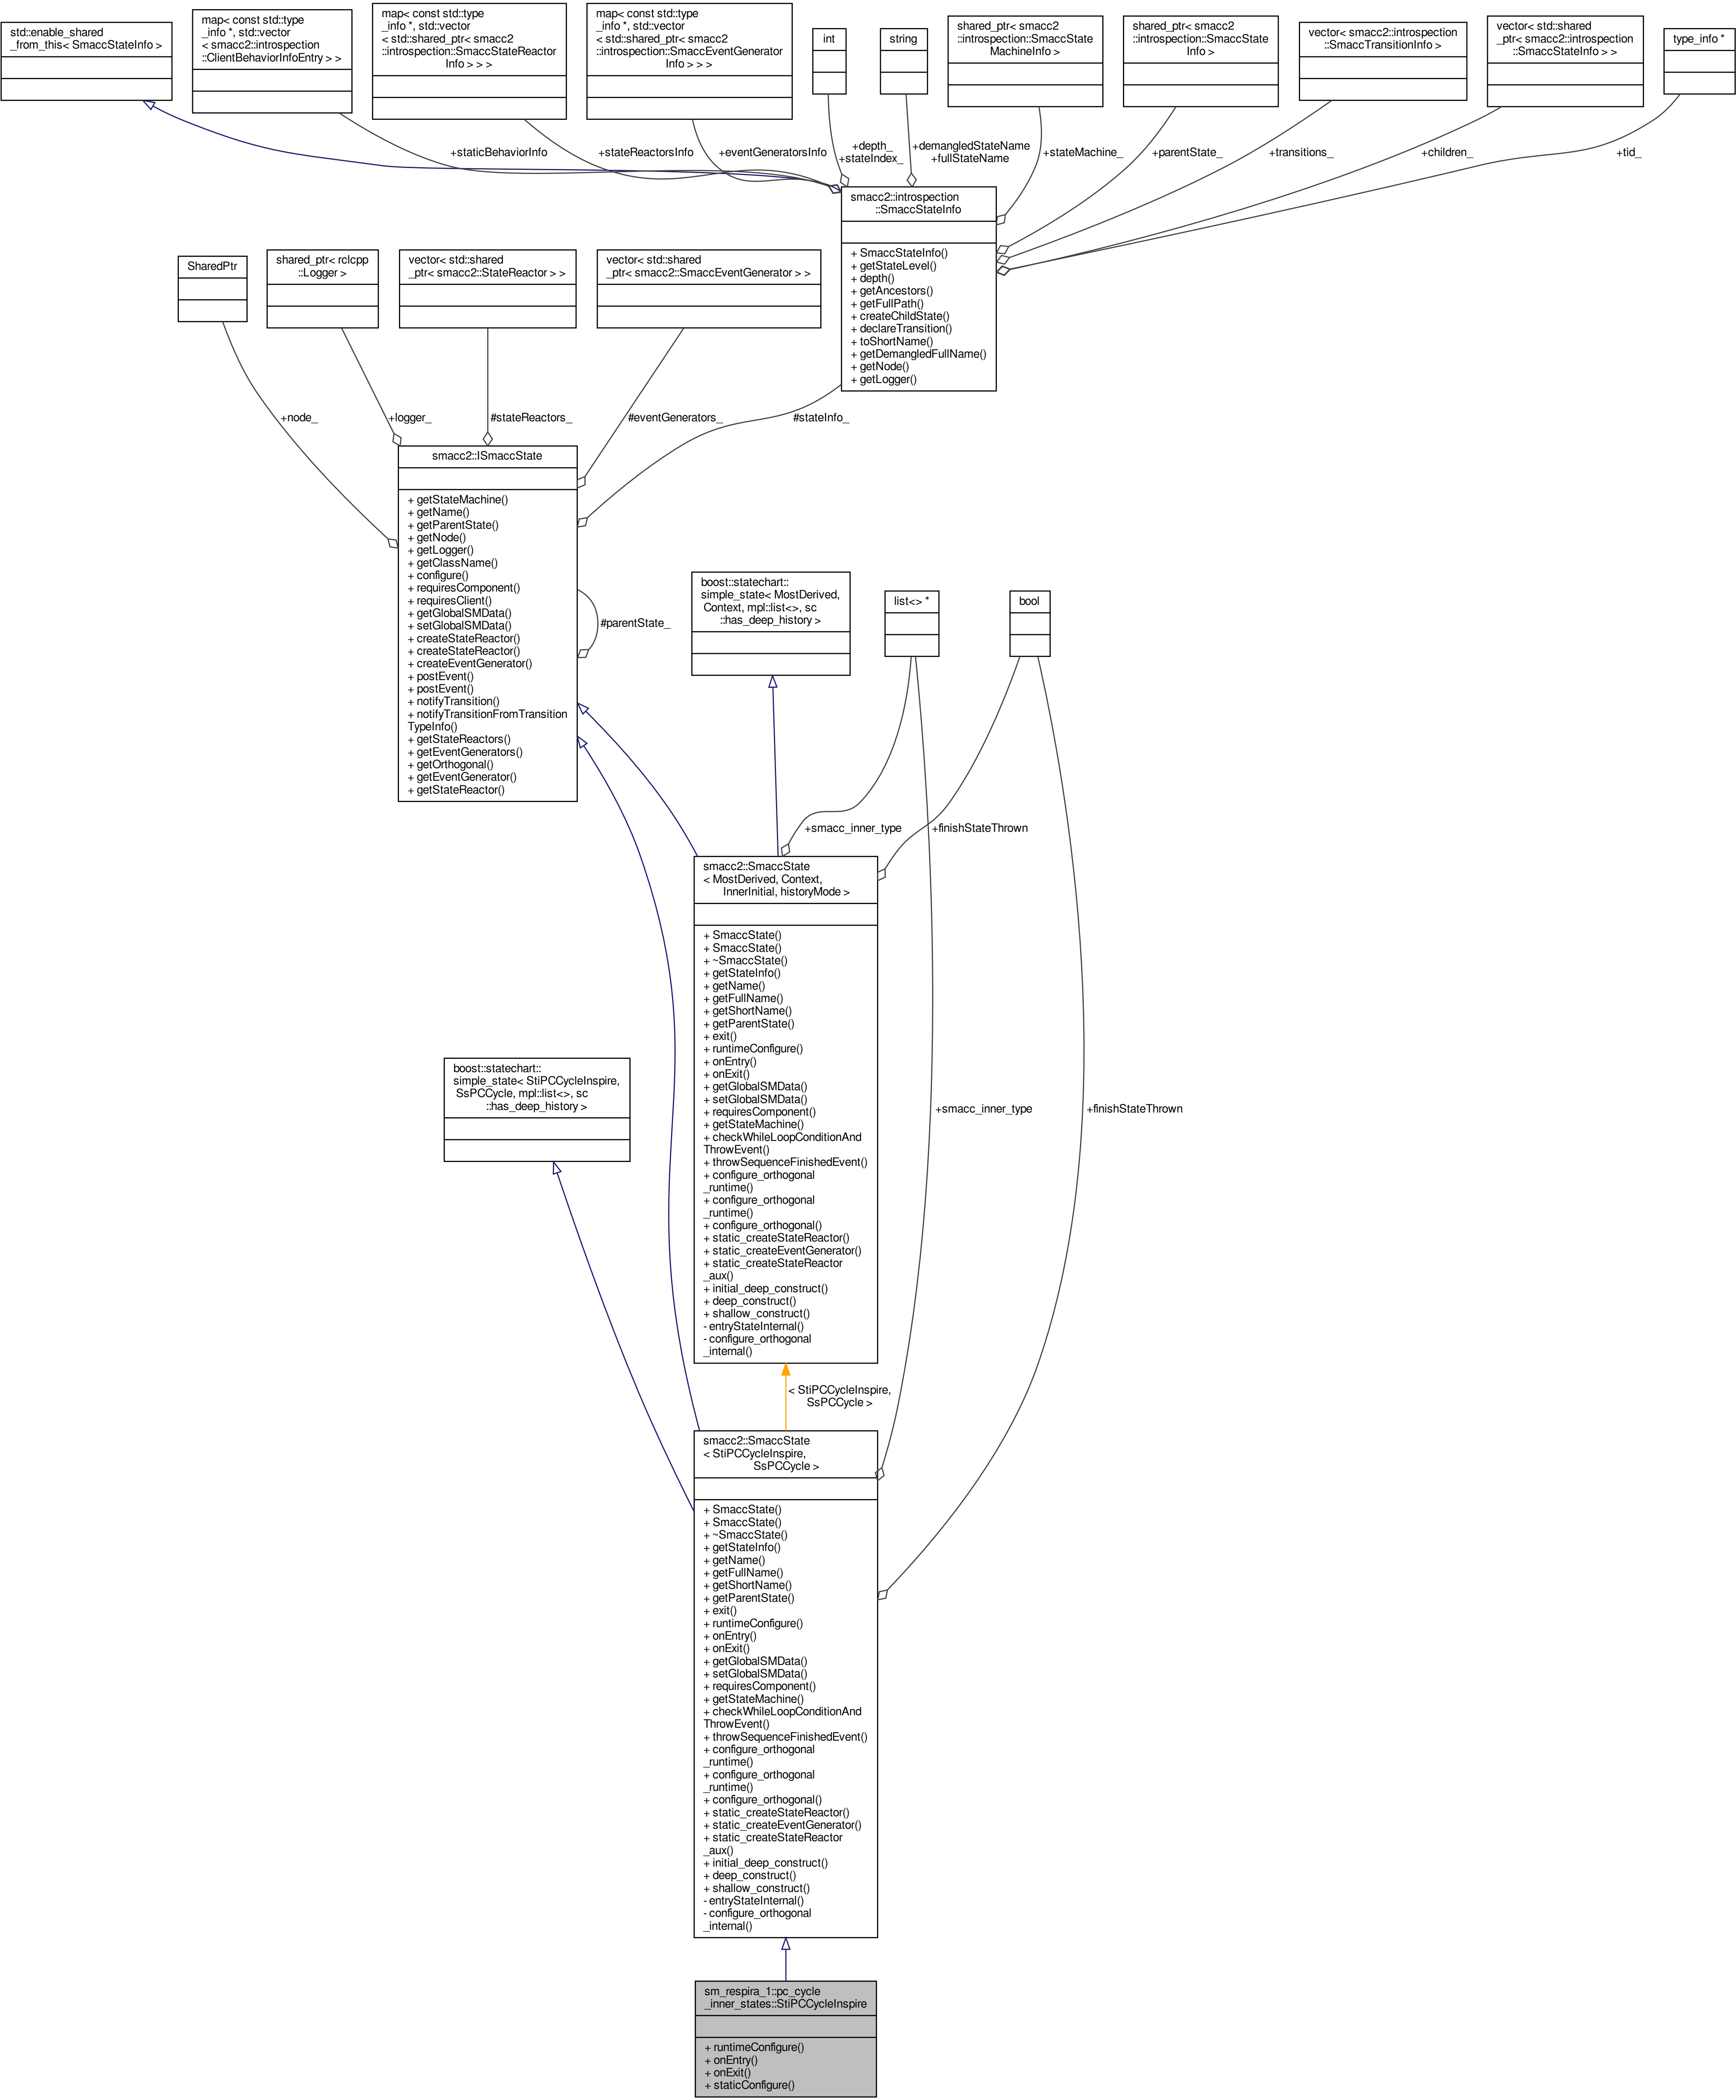 std::enable_shared
_from_this< SmaccStateInfo >
map< const std::type
_info *, std::vector
< smacc2::introspection
::ClientBehaviorInfoEntry > >
map< const std::type
_info *, std::vector
< std::shared_ptr< smacc2
::introspection::SmaccStateReactor
Info > > >
map< const std::type
_info *, std::vector
< std::shared_ptr< smacc2
::introspection::SmaccEventGenerator
Info > > >
int
string
shared_ptr< smacc2
::introspection::SmaccState
MachineInfo >
shared_ptr< smacc2
::introspection::SmaccState
Info >
vector< smacc2::introspection
::SmaccTransitionInfo >
vector< std::shared
_ptr< smacc2::introspection
::SmaccStateInfo > >
type_info *
+staticBehaviorInfo
+stateReactorsInfo
+eventGeneratorsInfo
+depth_
+stateIndex_
+demangledStateName
+fullStateName
+stateMachine_
+parentState_
+transitions_
+children_
+tid_
smacc2::introspection
::SmaccStateInfo
+ SmaccStateInfo()
+ getStateLevel()
+ depth()
+ getAncestors()
+ getFullPath()
+ createChildState()
+ declareTransition()
+ toShortName()
+ getDemangledFullName()
+ getNode()
+ getLogger()
SharedPtr
shared_ptr< rclcpp
::Logger >
vector< std::shared
_ptr< smacc2::StateReactor > >
vector< std::shared
_ptr< smacc2::SmaccEventGenerator > >
+node_
+logger_
#stateReactors_
#eventGenerators_
#stateInfo_
smacc2::ISmaccState
+ getStateMachine()
+ getName()
+ getParentState()
+ getNode()
+ getLogger()
+ getClassName()
+ configure()
+ requiresComponent()
+ requiresClient()
+ getGlobalSMData()
+ setGlobalSMData()
+ createStateReactor()
+ createStateReactor()
+ createEventGenerator()
+ postEvent()
+ postEvent()
+ notifyTransition()
+ notifyTransitionFromTransition
TypeInfo()
+ getStateReactors()
+ getEventGenerators()
+ getOrthogonal()
+ getEventGenerator()
+ getStateReactor()
#parentState_
boost::statechart::
simple_state< MostDerived,
Context, mpl::list<>, sc
::has_deep_history >
list<> *
bool
+smacc_inner_type
+finishStateThrown
smacc2::SmaccState
< MostDerived, Context,
InnerInitial, historyMode >
+ SmaccState()
+ SmaccState()
+ ~SmaccState()
+ getStateInfo()
+ getName()
+ getFullName()
+ getShortName()
+ getParentState()
+ exit()
+ runtimeConfigure()
+ onEntry()
+ onExit()
+ getGlobalSMData()
+ setGlobalSMData()
+ requiresComponent()
+ getStateMachine()
+ checkWhileLoopConditionAnd
ThrowEvent()
+ throwSequenceFinishedEvent()
+ configure_orthogonal
_runtime()
+ configure_orthogonal
_runtime()
+ configure_orthogonal()
+ static_createStateReactor()
+ static_createEventGenerator()
+ static_createStateReactor
_aux()
+ initial_deep_construct()
+ deep_construct()
+ shallow_construct()
- entryStateInternal()
- configure_orthogonal
_internal()
boost::statechart::
simple_state< StiPCCycleInspire,
SsPCCycle, mpl::list<>, sc
::has_deep_history >
+smacc_inner_type
+finishStateThrown
< StiPCCycleInspire,
SsPCCycle >
smacc2::SmaccState
< StiPCCycleInspire,
SsPCCycle >
+ SmaccState()
+ SmaccState()
+ ~SmaccState()
+ getStateInfo()
+ getName()
+ getFullName()
+ getShortName()
+ getParentState()
+ exit()
+ runtimeConfigure()
+ onEntry()
+ onExit()
+ getGlobalSMData()
+ setGlobalSMData()
+ requiresComponent()
+ getStateMachine()
+ checkWhileLoopConditionAnd
ThrowEvent()
+ throwSequenceFinishedEvent()
+ configure_orthogonal
_runtime()
+ configure_orthogonal
_runtime()
+ configure_orthogonal()
+ static_createStateReactor()
+ static_createEventGenerator()
+ static_createStateReactor
_aux()
+ initial_deep_construct()
+ deep_construct()
+ shallow_construct()
- entryStateInternal()
- configure_orthogonal
_internal()
sm_respira_1::pc_cycle
_inner_states::StiPCCycleInspire
+ runtimeConfigure()
+ onEntry()
+ onExit()
+ staticConfigure()